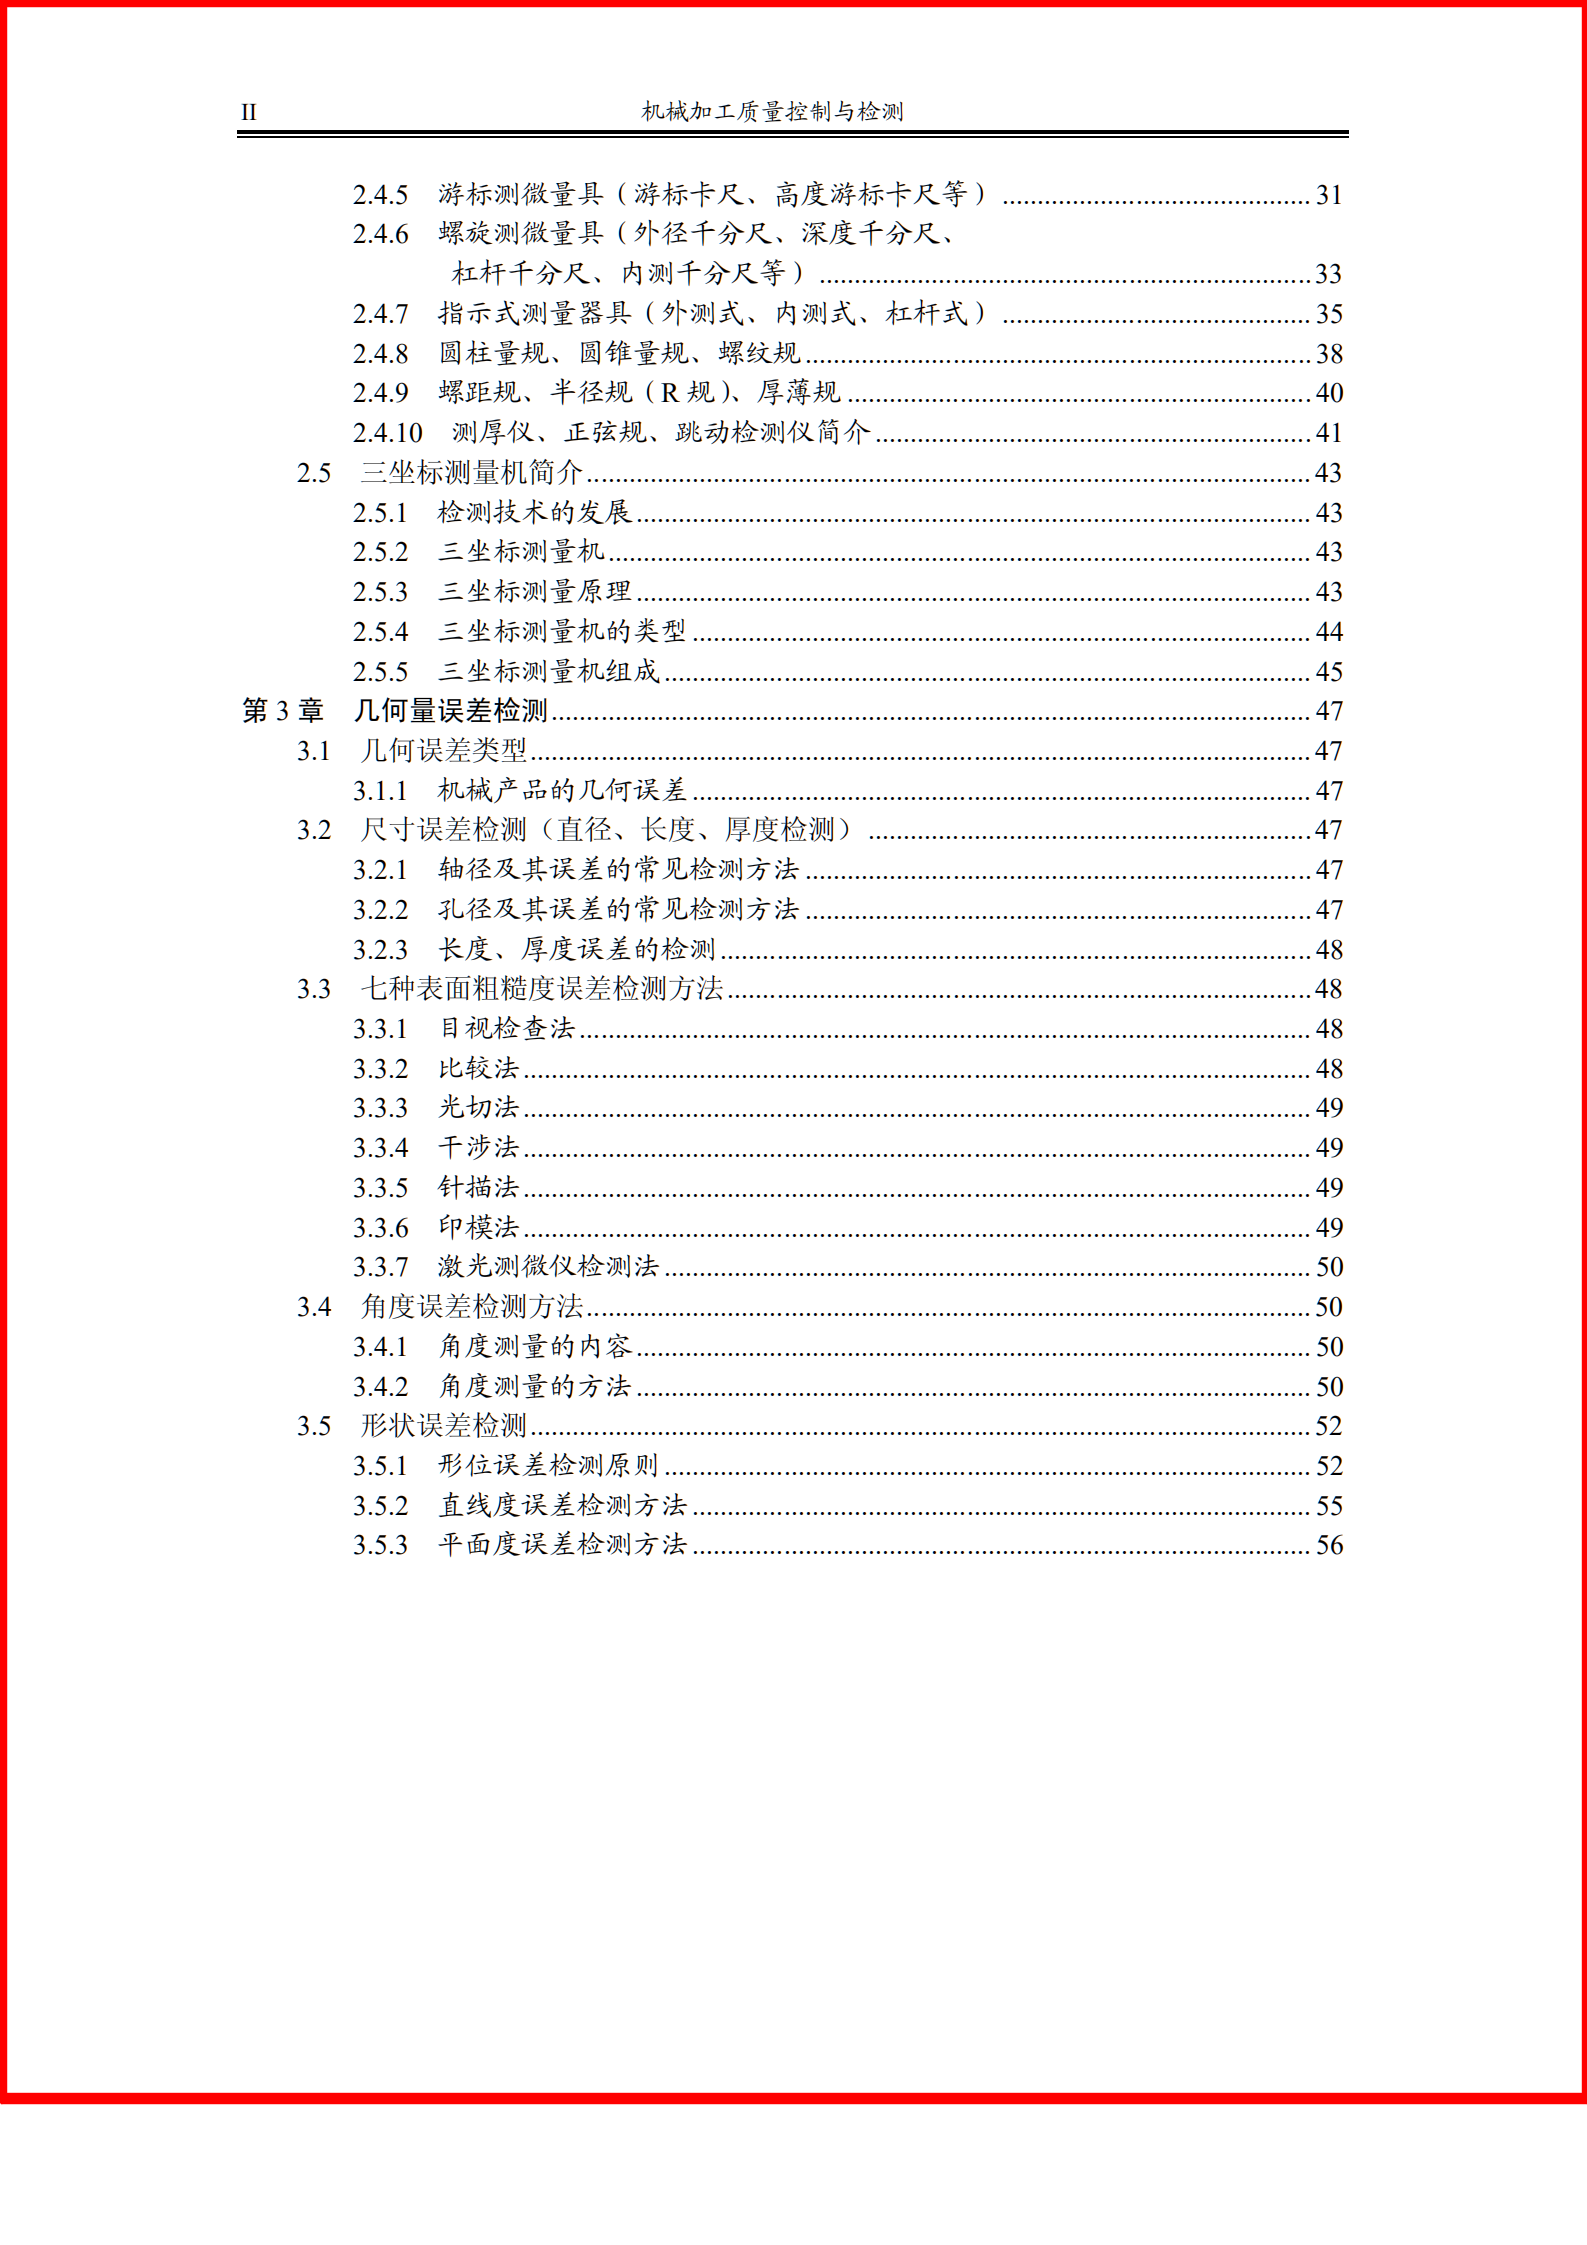 II 机械加工质量控制与检测
2.4.5 游标测微量具（游标卡尺、高度游标卡尺等） 31
2.4.6 螺旋测微量具（外径千分尺、深度千分尺、
杠杆千分尺、内测千分尺等） 33
2.4.7 指示式测量器具（外测式、内测式、杠杆式） 35
2.4.8 圆柱量规、圆锥量规、螺纹规 38
2.4.9 螺距规、半径规（R 规）、厚薄规 40
2.4.10 测厚仪、正弦规、跳动检测仪简介 41
2.5 三坐标测量机简介 43
2.5.1 检测技术的发展 43
2.5.2 三坐标测量机 43
2.5.3 三坐标测量原理 43
2.5.4 三坐标测量机的类型 44
2.5.5 三坐标测量机组成 45
第 3 章 几何量误差检测 47
3.1 几何误差类型 47
3.1.1 机械产品的几何误差 47
3.2 尺寸误差检测（直径、长度、厚度检测） 47
3.2.1 轴径及其误差的常见检测方法 47
3.2.2 孔径及其误差的常见检测方法 47
3.2.3 长度、厚度误差的检测 48
3.3 七种表面粗糙度误差检测方法 48
3.3.1 目视检查法 48
3.3.2 比较法 48
3.3.3 光切法 49
3.3.4 干涉法 49
3.3.5 针描法 49
3.3.6 印模法 49
3.3.7 激光测微仪检测法 50
3.4 角度误差检测方法 50
3.4.1 角度测量的内容 50
3.4.2 角度测量的方法 50
3.5 形状误差检测 52
3.5.1 形位误差检测原则 52
3.5.2 直线度误差检测方法 55
3.5.3 平面度误差检测方法 56